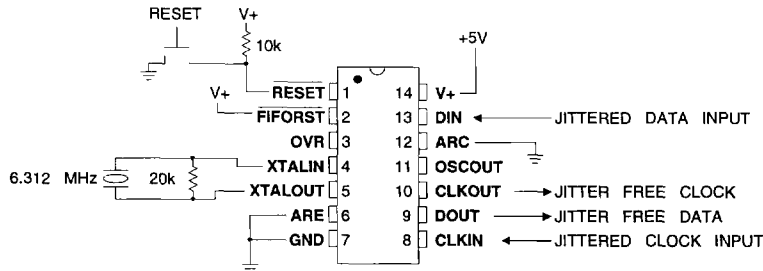 RESET
V+
10k
+5V
RESET 1 14 V+
V+
FIFORST 2 13 DIN JITTERED DATA INPUT
OVR 3 12 ARC
XTALIN 4 11 OSCOUT
6.312 MHz 20k
XTALOUT 5 10 CLKOUT JITTER FREE CLOCK
ARE 6 9 DOUT JITTER FREE DATA
GND 7 8 CLKIN JITTERED CLOCK INPUT